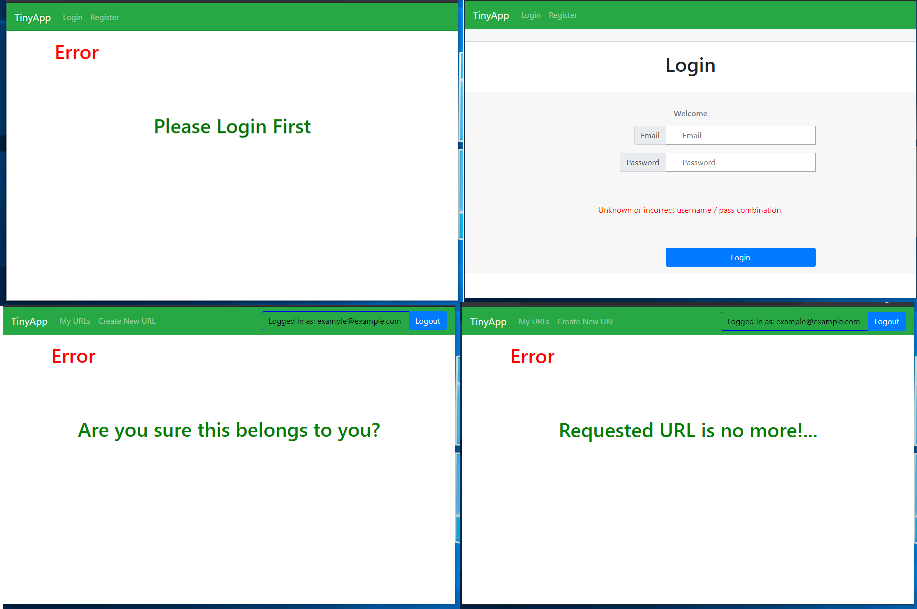 TinyApp Login Register
Error
Please Login First
TinyApp Login Register
Login
Welcome
Email Email
Password Password
Unknown or incorrect username / pass combination.
Login
TinyApp My URLs Create New URL Logged in as: example@example.com Logout
Error
Are you sure this belongs to you?
TinyApp My URLs Create New URL Logged in as: example@example.com Logout
Error
Requested URL is no more!...